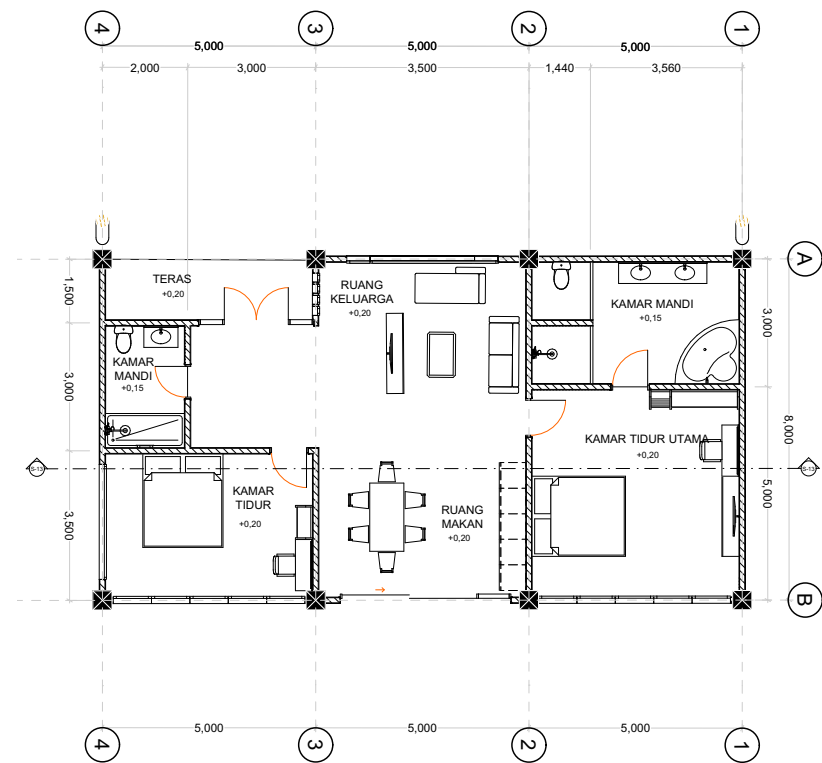 4
3
2
1
5,000
5,000
5,000
2,000
3,000
3,500
1,440
3,560
A
B
1,500
3,000
3,500
3,000
5,000
8,000
TERAS
+0,20
RUANG
KELUARGA
+0,20
KAMAR MANDI
+0,15
KAMAR
MANDI
+0,15
KAMAR TIDUR UTAMA
+0,20
KAMAR
TIDUR
+0,20
RUANG
MAKAN
+0,20
S-13
S-13
5,000
5,000
5,000
4
3
2
1